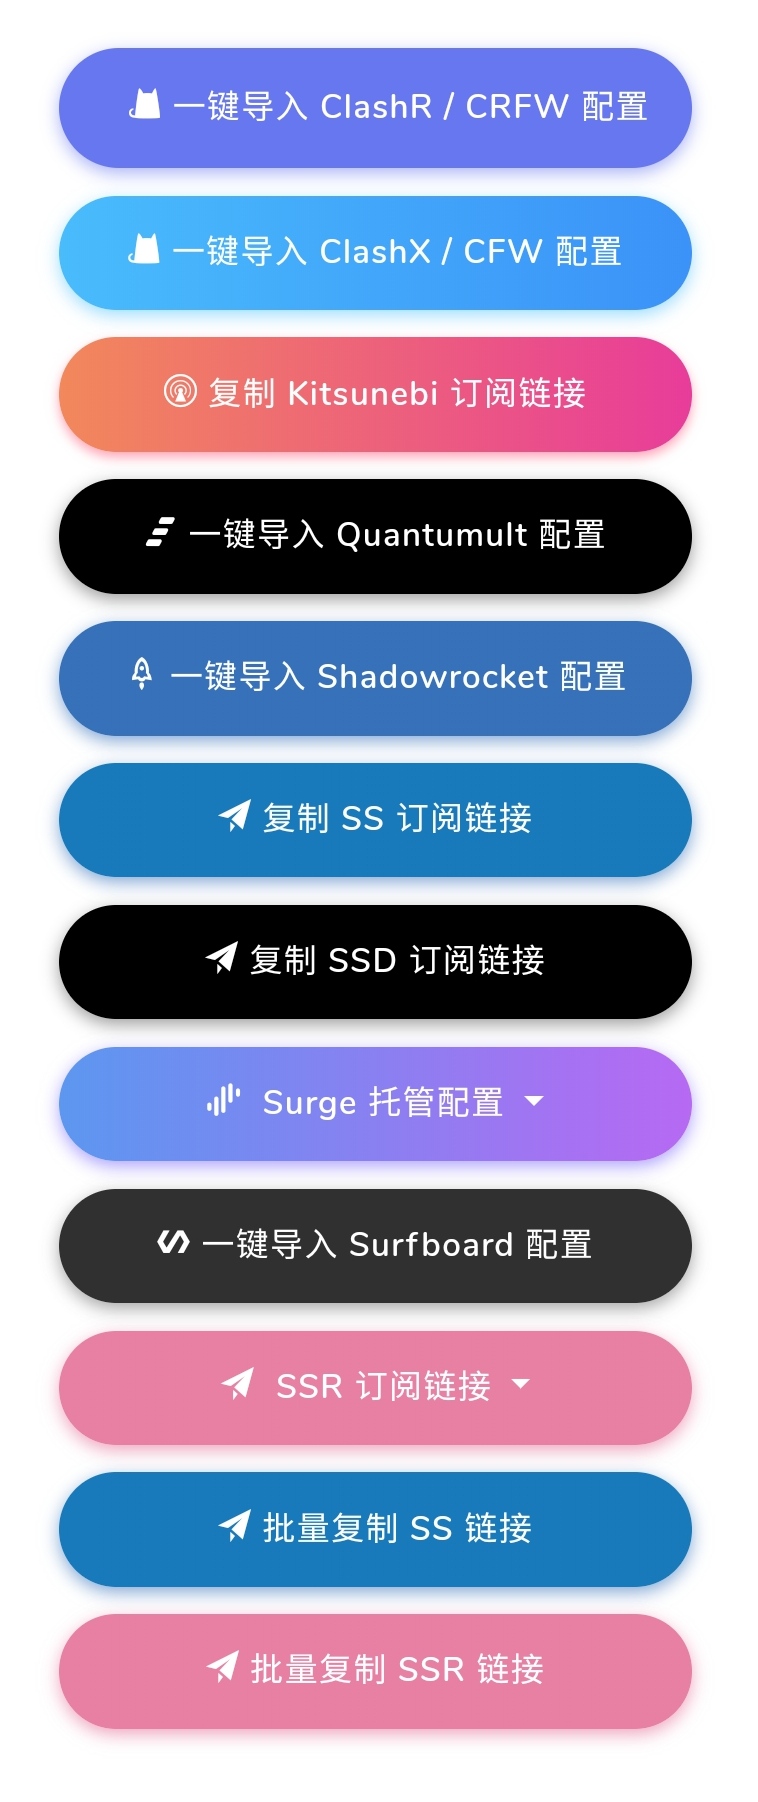 一键导入 ClashR / CRFW 配置
一键导入 ClashX / CFW 配置
复制 Kitsunebi 订阅链接
一键导入 Quantumult 配置
一键导入 Shadowrocket 配置
复制 SS 订阅链接
复制 SSD 订阅链接
Surge 托管配置
一键导入 Surfboard 配置
SSR 订阅链接
批量复制 SS 链接
批量复制 SSR 链接